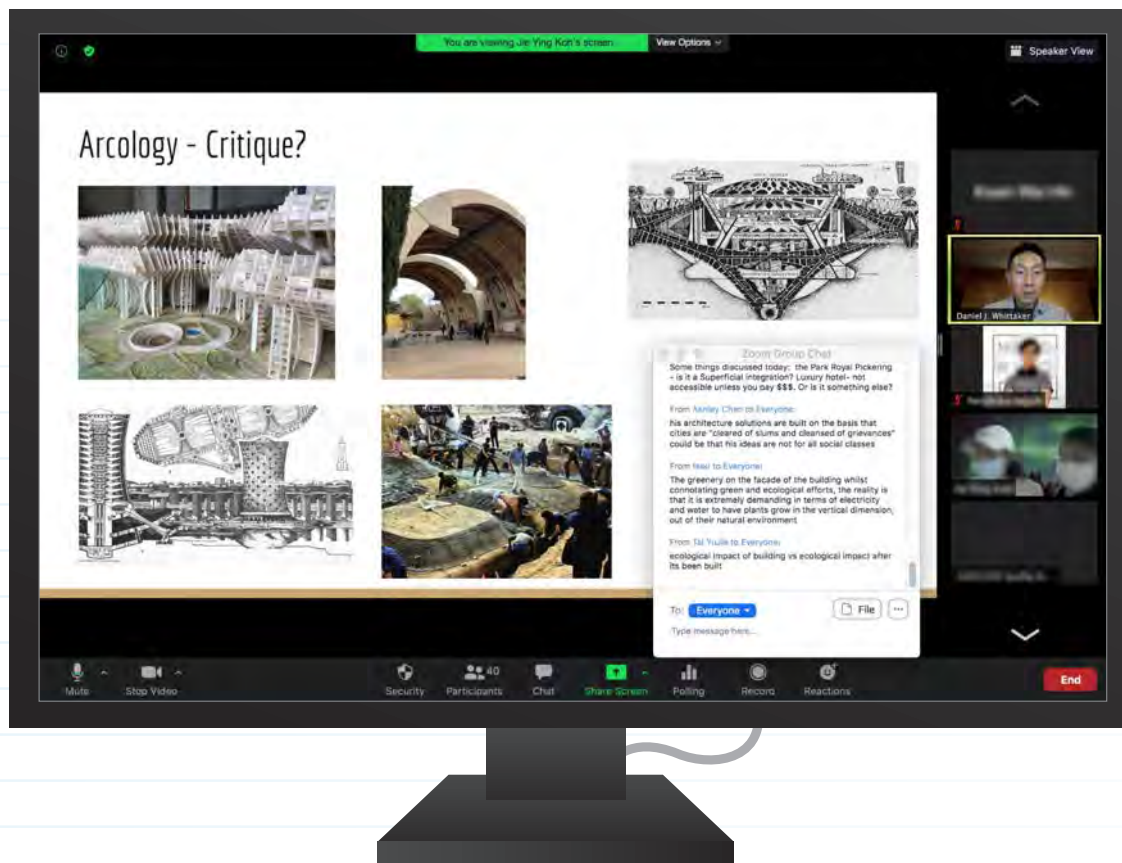 You are viewing Jie Ying Koh's screen
View Options
Speaker View
Arcology - Critique?
Daniel J. Whittaker
Zoom Group Chat
Some things discussed today: the Park Royal Pickering
- is it a Superficial integration? Luxury hotel- not
accessible unless you pay $$$. Or is it something else?
From Ashley Chen to Everyone:
his architecture solutions are built on the basis that
cities are "cleared of slums and cleansed of grievances"
could be that his ideas are not for all social classes
From to Everyone:
The greenery on the facade of the building whilst
connotating green and ecological efforts, the reality is
that it is extremely demanding in terms of electricity
and water to have plants grow in the vertical dimension,
out of their natural environment
From Tai Yujie to Everyone:
ecological impact of building vs ecological impact after
its been built
To: Everyone
File
Type message here...
Mute
Stop Video
Security
Participants
40
Chat
Share Screen
Polling
Record
Reactions
End